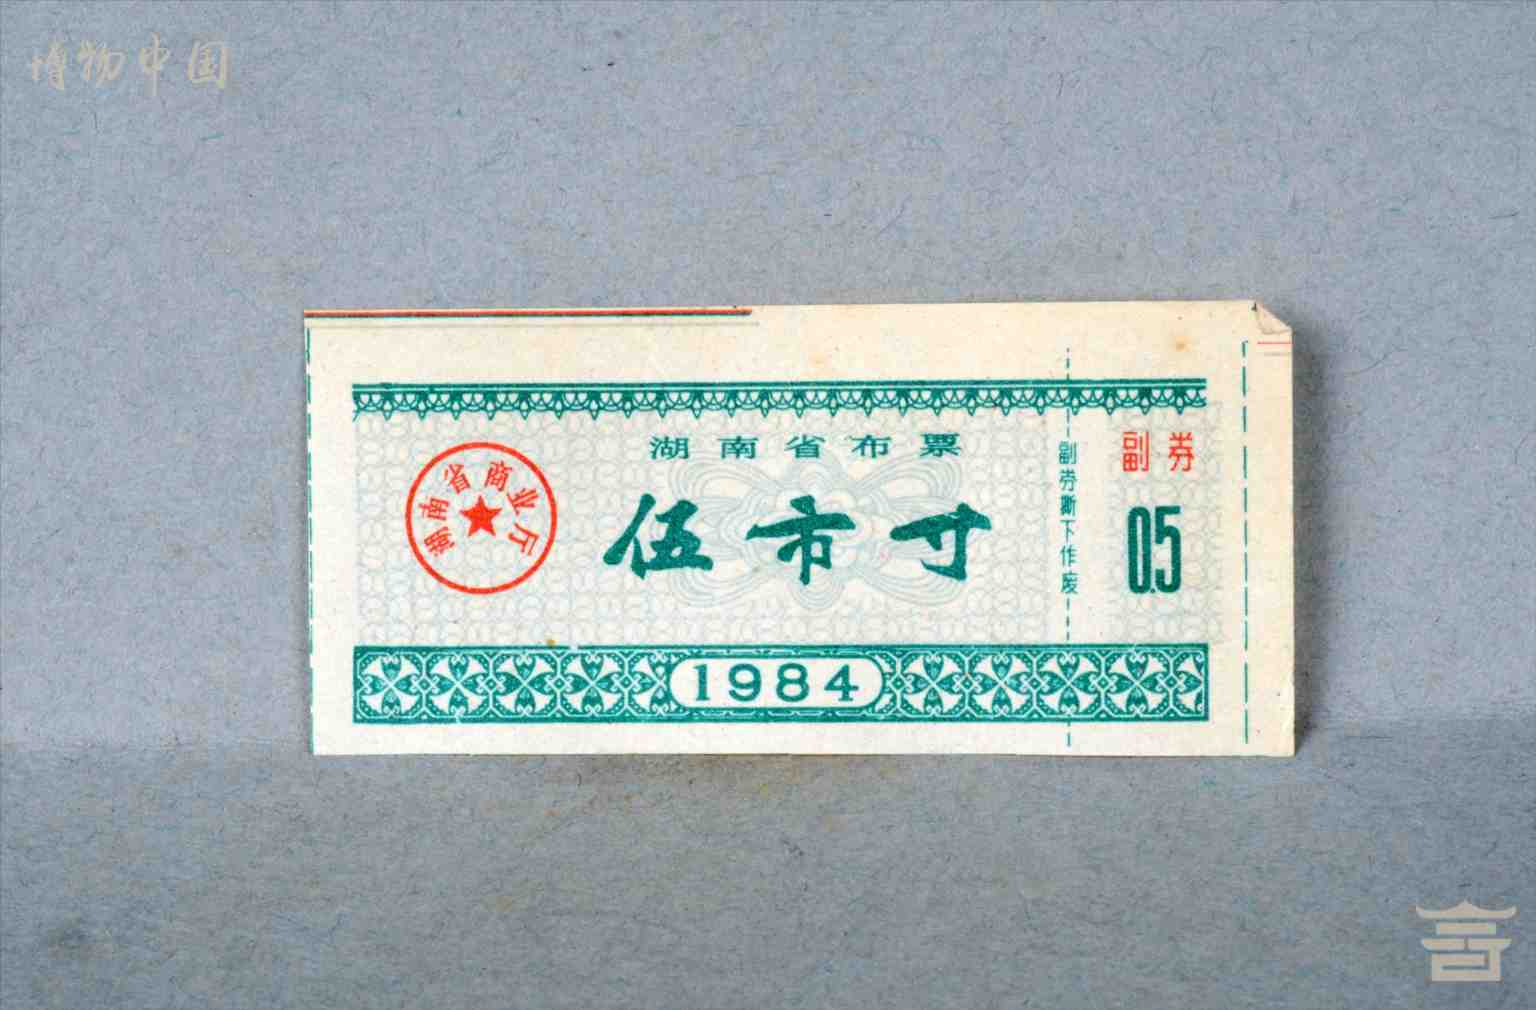 博物中国
湖南省布票
湖南省商业厅
伍市寸
副券撕下作废
副券
0.5
1984